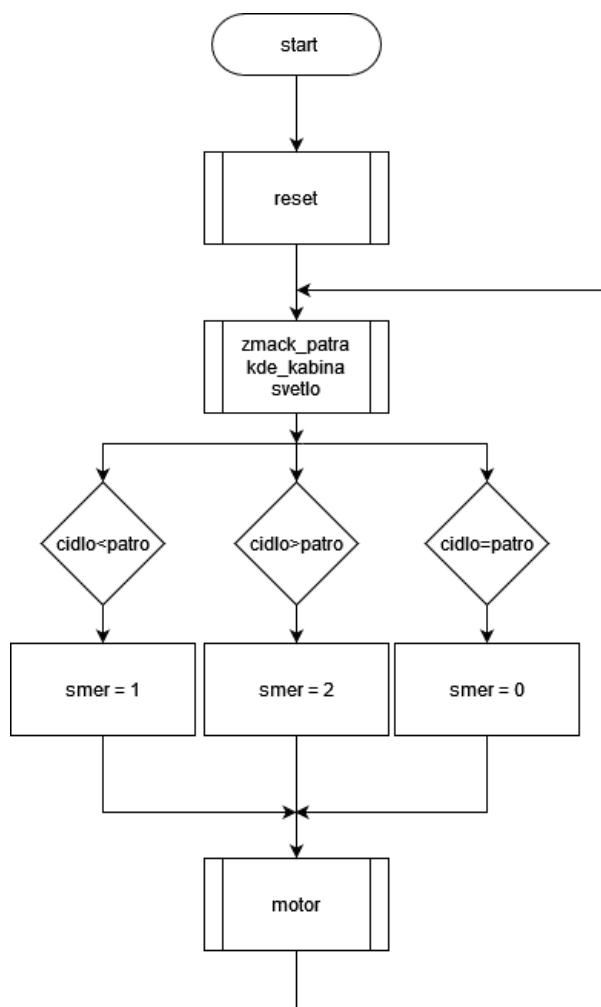 start
reset
zmack_patra
kde_kabina
svetlo
cidlo<patro
cidlo>patro
cidlo=patro
smer = 1
smer = 2
smer = 0
motor